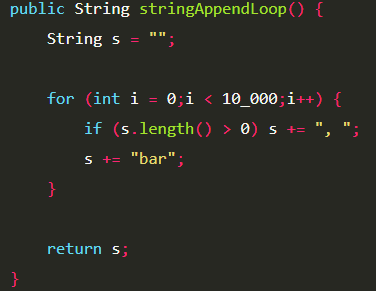 public String stringAppendLoop() {
    String s = "";

    for (int i = 0;i < 10_000;i++) {
        if (s.length() > 0) s += ", ";
        s += "bar";
    }

    return s;
}